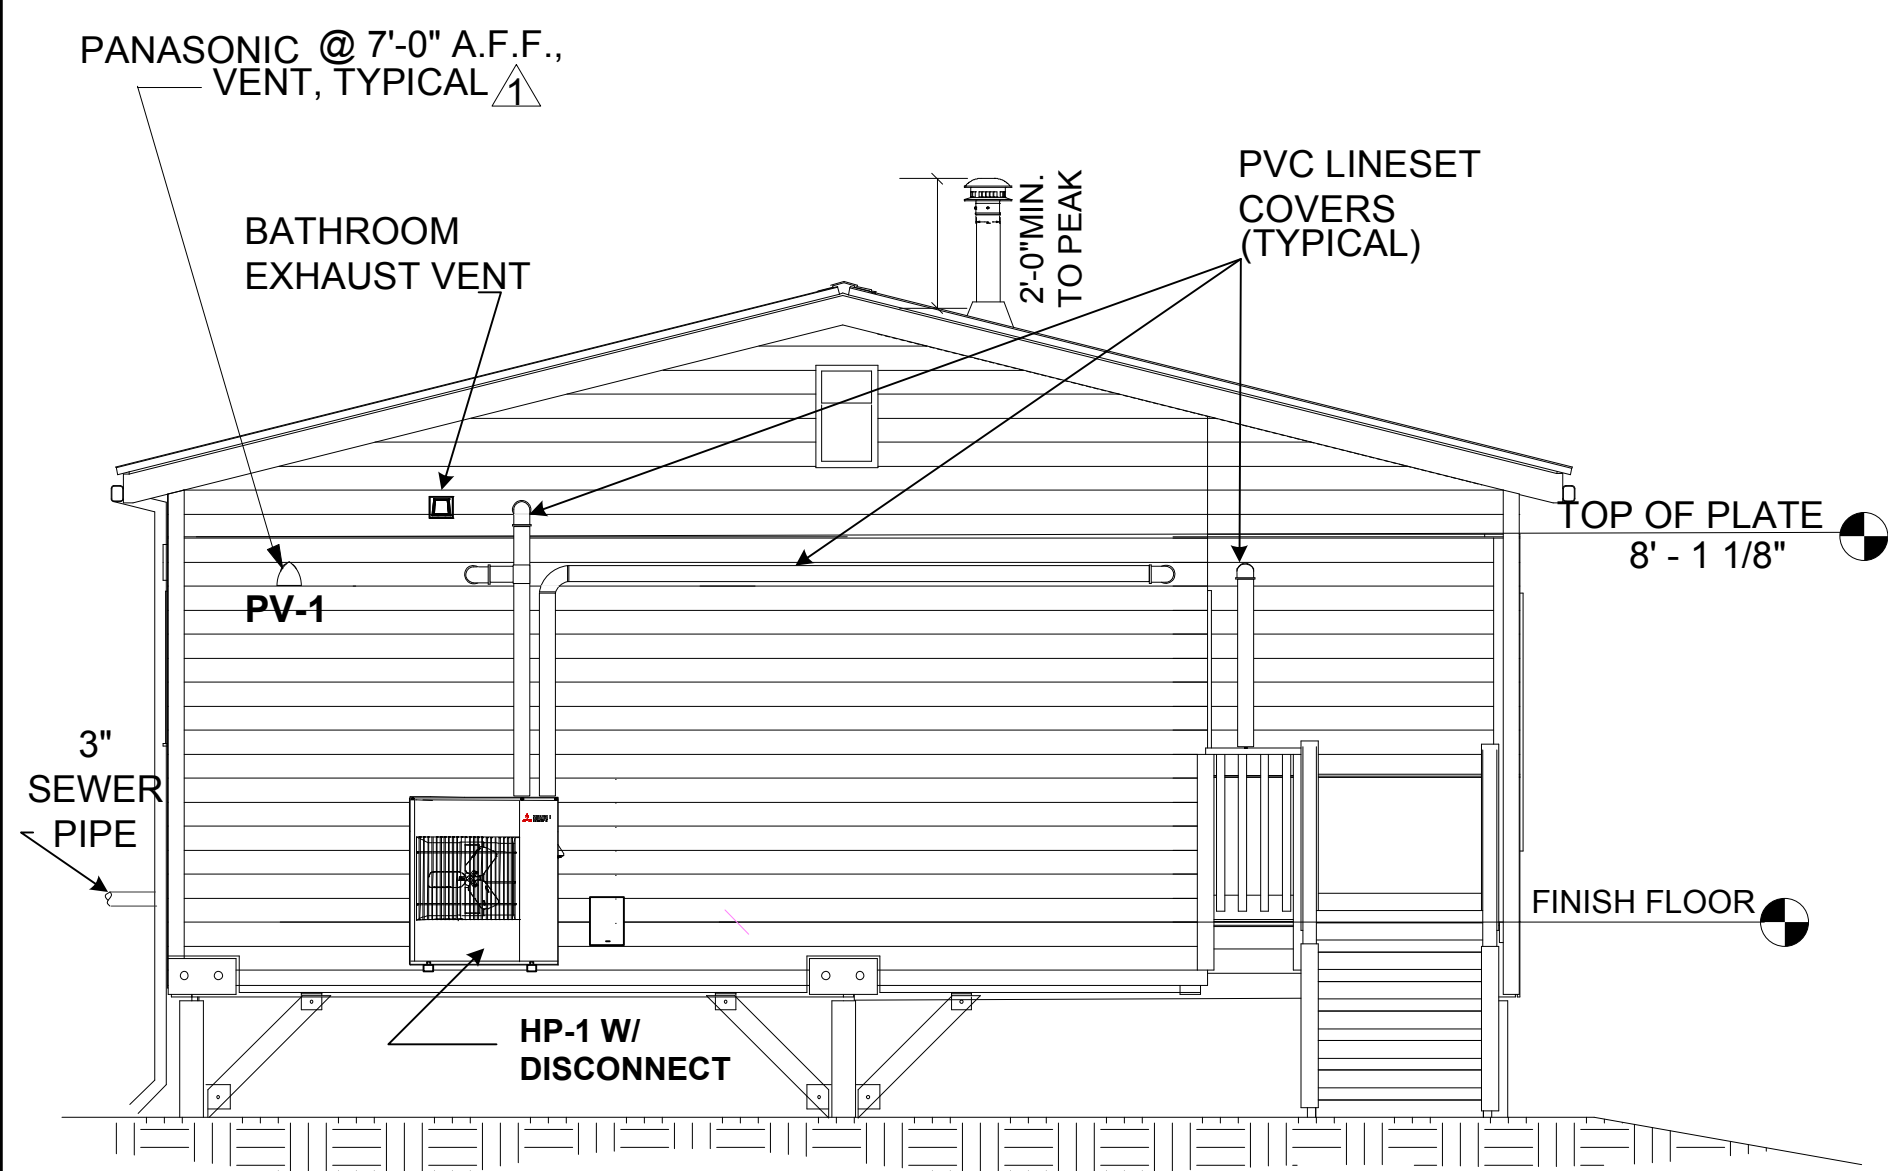 PANASONIC @ 7'-0" A.F.F.,
VENT, TYPICAL 1
BATHROOM
EXHAUST VENT
2'-0"MIN.
TO PEAK
PVC LINESET
COVERS
(TYPICAL)
TOP OF PLATE
8' - 1 1/8"
PV-1
3"
SEWER
PIPE
FINISH FLOOR
HP-1 W/
DISCONNECT